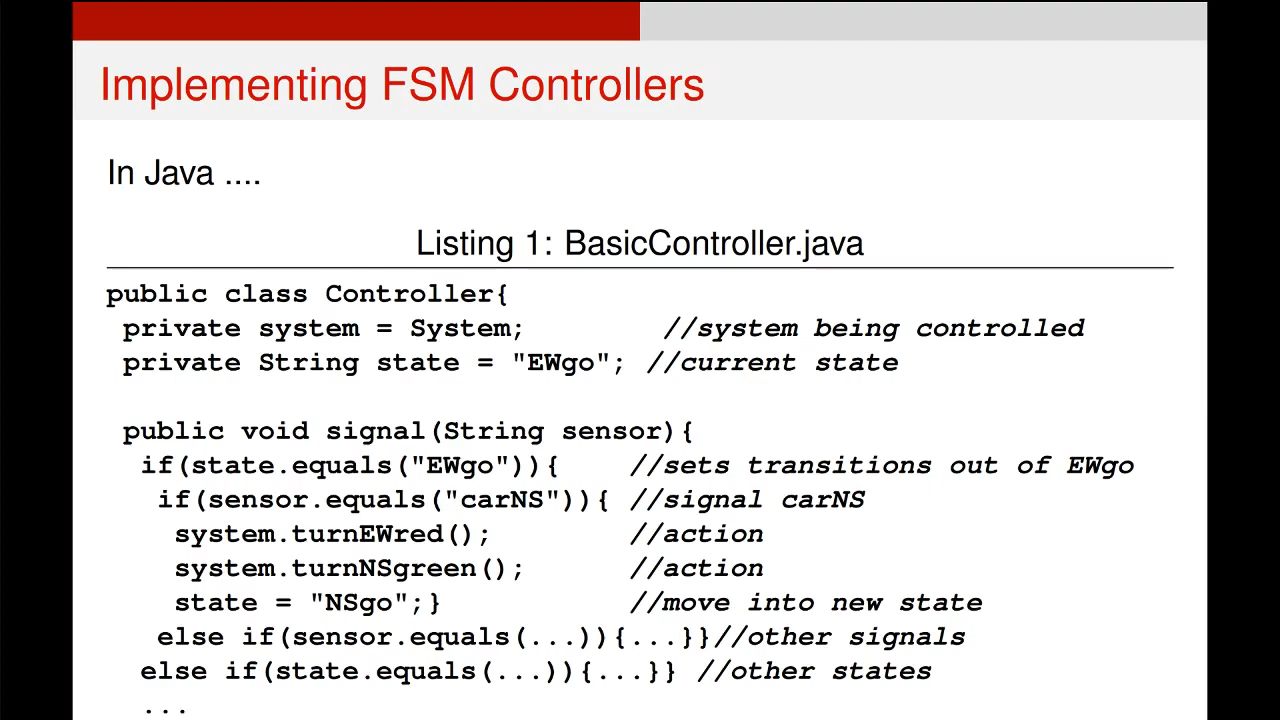 Implementing FSM Controllers
In Java ....
Listing 1: BasicController.java
public class Controller{
private system = System; //system being controlled
private String state = "EWgo"; //current state
public void signal(String sensor){
if(state.equals("EWgo")){ //sets transitions out of EWgo
if(sensor.equals("carNS")){ //signal carNS
system.turnEWred(); //action
system.turnNSgreen(); //action
state = "NSgo";} //move into new state
else if(sensor.equals(...)){...}}//other signals
else if(state.equals(...)){...}} //other states
...